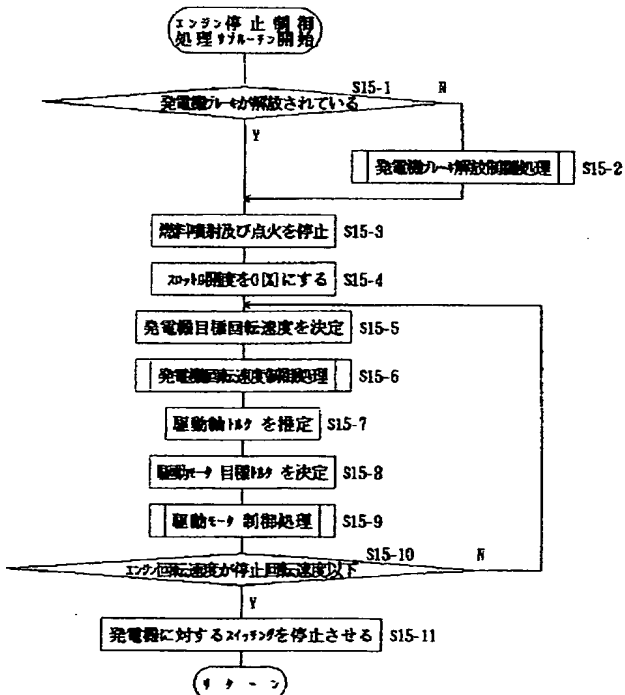 エンジン停止制御
処理サブルーチン開始
発電機ブレーキが解放されている
S15-1
N
Y
発電機ブレーキ解放制御処理
S15-2
燃料噴射及び点火を停止
S15-3
スロットル開度を0[%]にする
S15-4
発電機目標回転速度を決定
S15-5
発電機回転速度制御処理
S15-6
駆動軸トルク を推定
S15-7
駆動モータ 目標トルク を決定
S15-8
駆動モータ 制御処理
S15-9
エンジン回転速度が停止回転速度以下
S15-10
N
Y
発電機に対するスイッチングを停止させる
S15-11
リターン